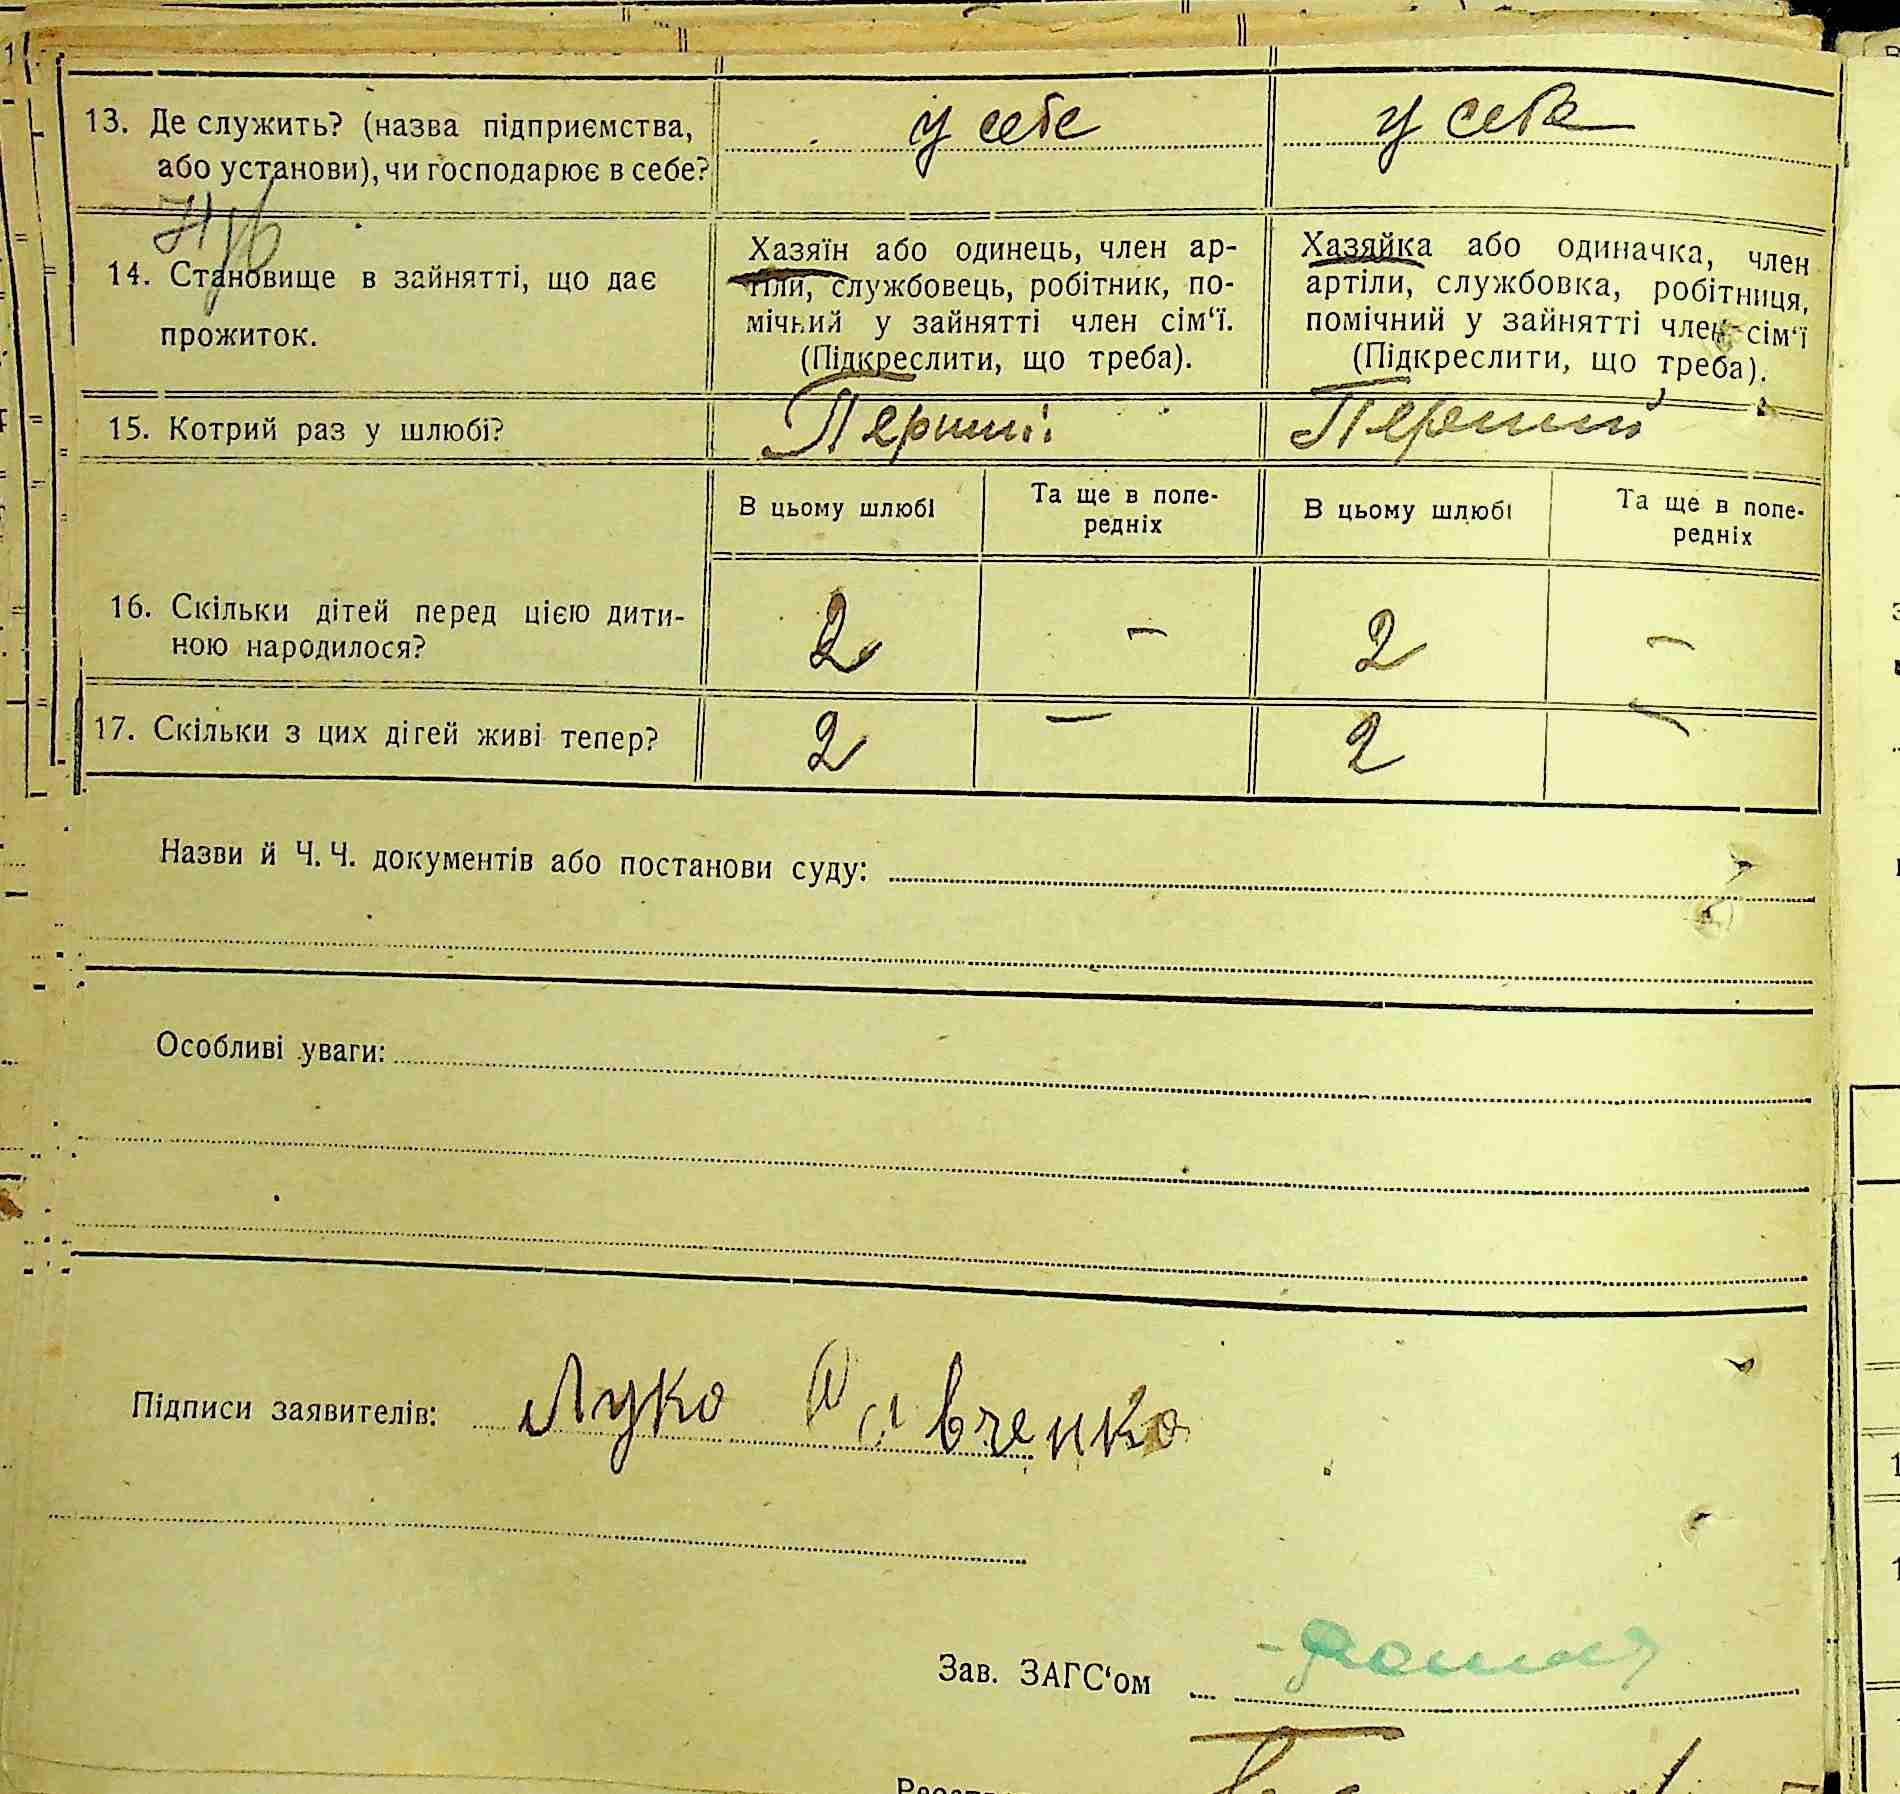 13. Де служить? (назва підприємства,
або установи), чи господарює в себе?
у себе
у себе
14. Становище в зайнятті, що дає
прожиток.
Хазяїн або одинець, член ар-
тіли, службовець, робітник, по-
мічний у зайнятті член сім‘ї.
(Підкреслити, що треба).
Хазяйка або одиначка, член
артіли, службовка, робітниця,
помічний у зайнятті член сім‘ї
(Підкреслити, що треба).
15. Котрий раз у шлюбі?
Перший
Перший
В цьому шлюбі
Та ще в попе-
редніх
В цьому шлюбі
Та ще в попе-
редніх
16. Скільки дітей перед цією дити-
ною народилося?
2 – 2 –
17. Скільки з цих дітей живі тепер?
2 – 2 –
Назви й Ч. Ч. документів або постанови суду:
Особливі уваги:
Підписи заявителів: Луко
Зав. ЗАГС‘ом